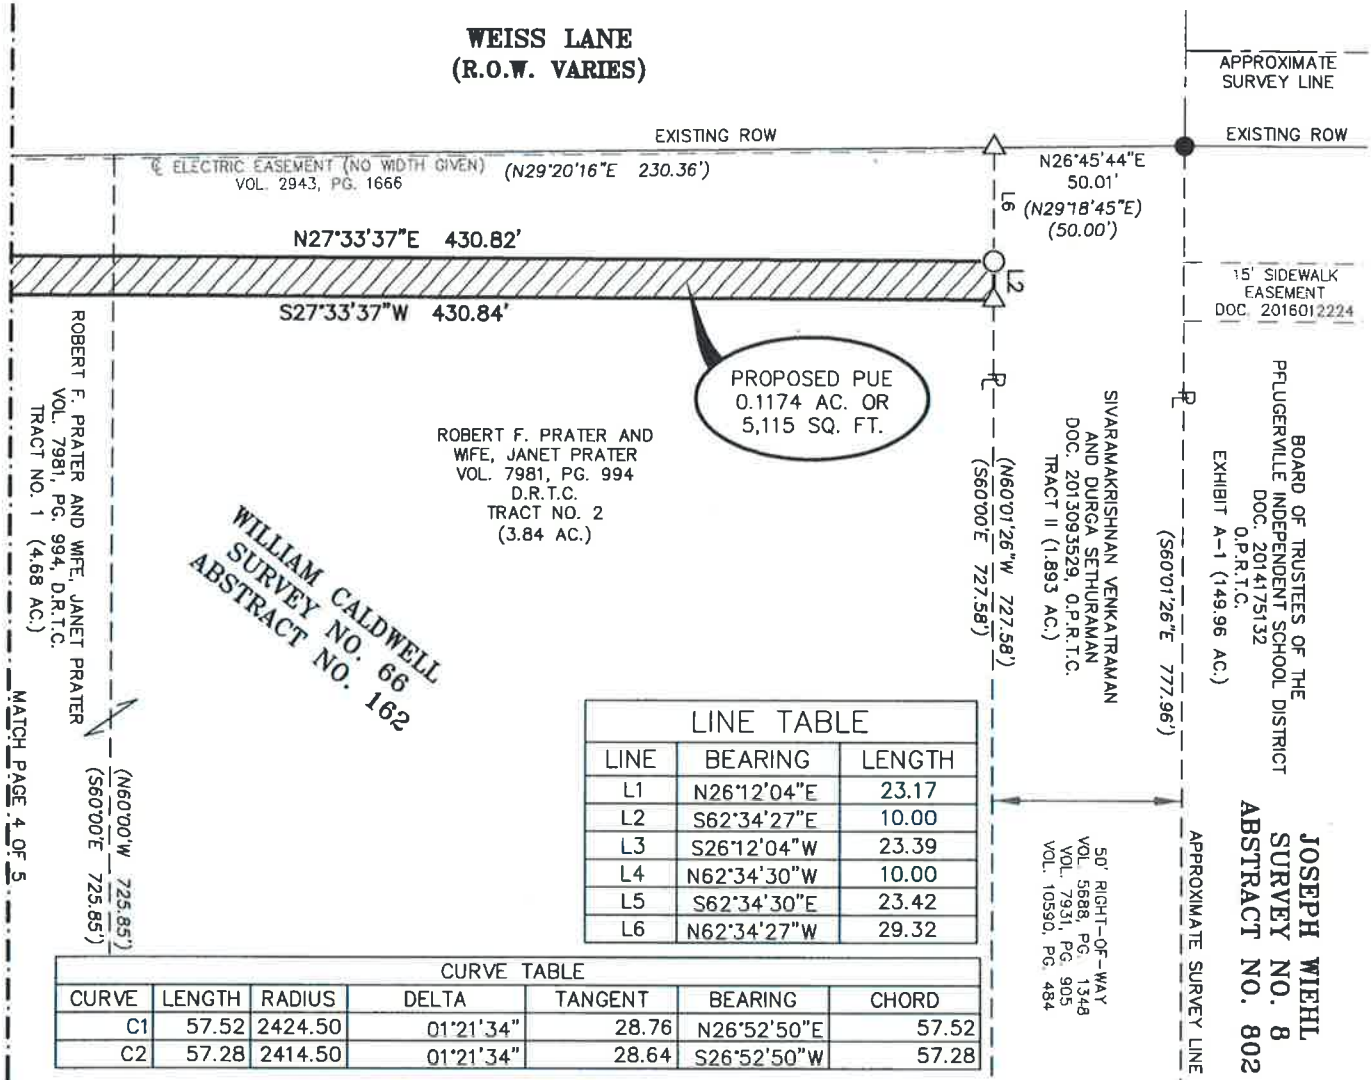 WEISS LANE
(R.O.W. VARIES)
APPROXIMATE
SURVEY LINE
EXISTING ROW
EXISTING ROW
℄ ELECTRIC EASEMENT (NO WIDTH GIVEN)
VOL. 2943, PG. 1666
(N29°20'16"E 230.36')
N26°45'44"E
50.01'
(N29°18'45"E)
(50.00')
L6
N27°33'37"E 430.82'
L2
S27°33'37"W 430.84'
15' SIDEWALK
EASEMENT
DOC. 2016012224
PROPOSED PUE
0.1174 AC. OR
5,115 SQ. FT.
ROBERT F. PRATER AND
WIFE, JANET PRATER
VOL. 7981, PG. 994
D.R.T.C.
TRACT NO. 2
(3.84 AC.)
ROBERT F. PRATER AND WIFE, JANET PRATER
VOL. 7981, PG. 994, D.R.T.C.
TRACT NO. 1 (4.68 AC.)
WILLIAM CALDWELL
SURVEY NO. 66
ABSTRACT NO. 162
PL
PL
(N60°01'26"W 727.58')
(S60°00'E 727.58')
SIVARAMAKRISHNAN VENKATRAMAN
AND DURGA SETHURAMAN
DOC. 2013093529, O.P.R.T.C.
TRACT II (1.893 AC.)
(S60°01'26"E 777.96')
BOARD OF TRUSTEES OF THE
PFLUGERVILLE INDEPENDENT SCHOOL DISTRICT
DOC. 2014175132
O.P.R.T.C.
EXHIBIT A-1 (149.96 AC.)
MATCH PAGE 4 OF 5
(N60°00'W 725.85')
(S60°00'E 725.85')
50' RIGHT-OF-WAY
VOL. 5688, PG. 1348
VOL. 7931, PG. 905
VOL. 10590, PG. 484
APPROXIMATE SURVEY LINE
JOSEPH WIEHL
SURVEY NO. 8
ABSTRACT NO. 802
LINE TABLE
LINE BEARING LENGTH
L1 N26°12'04"E 23.17
L2 S62°34'27"E 10.00
L3 S26°12'04"W 23.39
L4 N62°34'30"W 10.00
L5 S62°34'30"E 23.42
L6 N62°34'27"W 29.32
CURVE TABLE
CURVE LENGTH RADIUS DELTA TANGENT BEARING CHORD
C1 57.52 2424.50 01°21'34" 28.76 N26°52'50"E 57.52
C2 57.28 2414.50 01°21'34" 28.64 S26°52'50"W 57.28